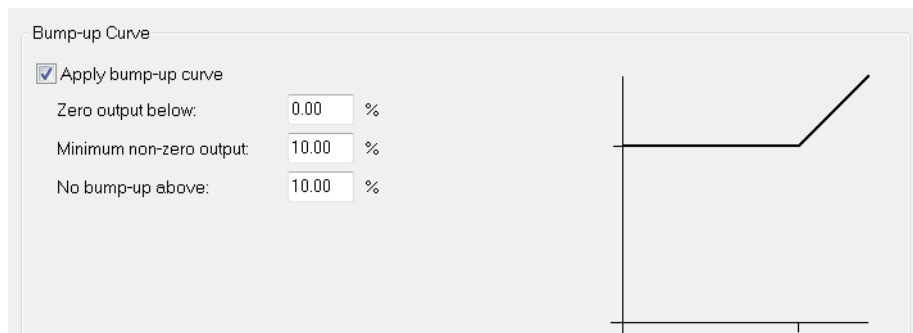 Bump-up Curve
Apply bump-up curve
Zero output below: 0.00 %
Minimum non-zero output: 10.00 %
No bump-up above: 10.00 %